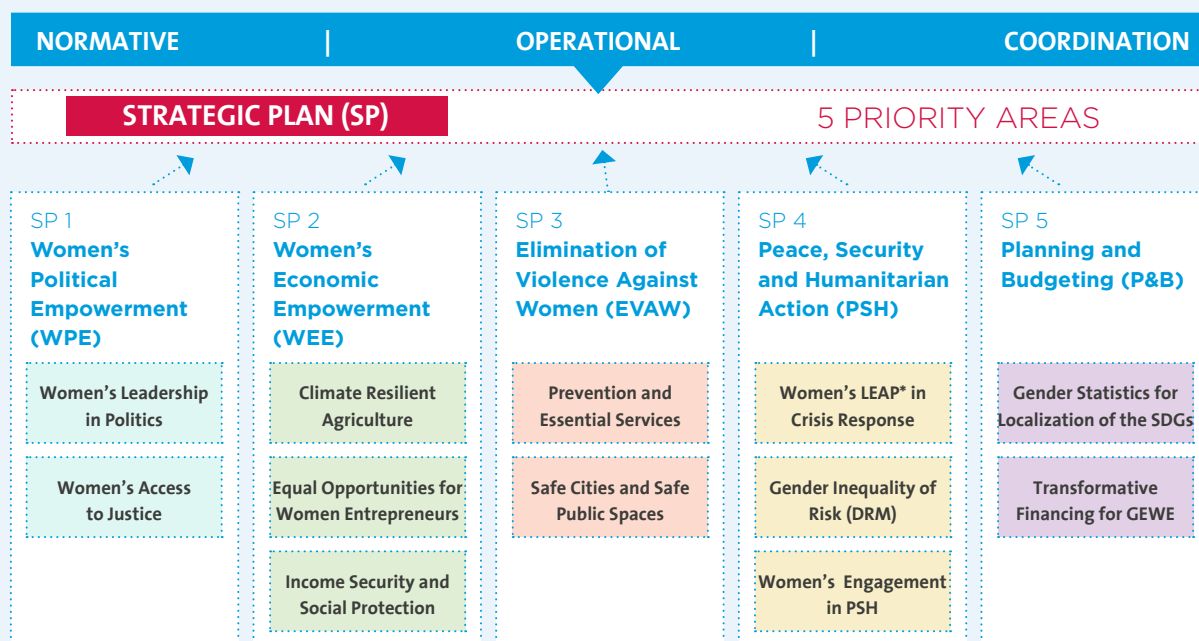 NORMATIVE | OPERATIONAL | COORDINATION
STRATEGIC PLAN (SP) 5 PRIORITY AREAS
SP 1
Women's
Political
Empowerment
(WPE)
Women's Leadership
in Politics
Women's Access
to Justice
SP 2
Women's
Economic
Empowerment
(WEE)
Climate Resilient
Agriculture
Equal Opportunities for
Women Entrepreneurs
Income Security and
Social Protection
SP 3
Elimination of
Violence Against
Women (EVAW)
Prevention and
Essential Services
Safe Cities and Safe
Public Spaces
SP 4
Peace, Security
and Humanitarian
Action (PSH)
Women's LEAP* in
Crisis Response
Gender Inequality of
Risk (DRM)
Women's Engagement
in PSH
SP 5
Planning and
Budgeting (P&B)
Gender Statistics for
Localization of the SDGs
Transformative
Financing for GEWE